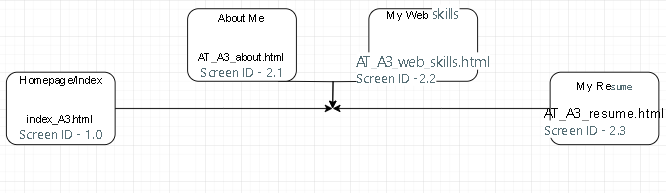 About Me
AT_A3_about.html
Screen ID - 2.1
My Web skills
AT_A3_web_skills.html
Screen ID - 2.2
Homepage/Index
index_A3.html
Screen ID - 1.0
My Resume
AT_A3_resume.html
Screen ID - 2.3